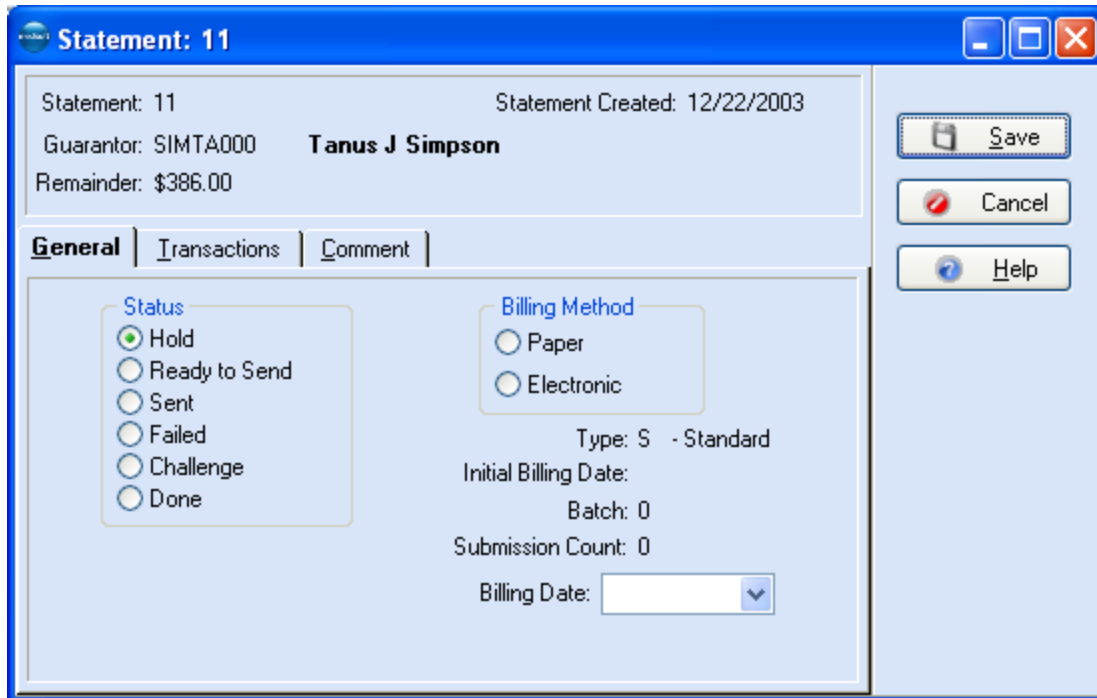 Statement: 11
Statement: 11 Statement Created: 12/22/2003
Guarantor: SIMTA000 Tanus J Simpson
Remainder: $386.00
Save
Cancel
Help
General Transactions Comment
Status
Hold
Ready to Send
Sent
Failed
Challenge
Done
Billing Method
Paper
Electronic
Type: S - Standard
Initial Billing Date:
Batch: 0
Submission Count: 0
Billing Date: